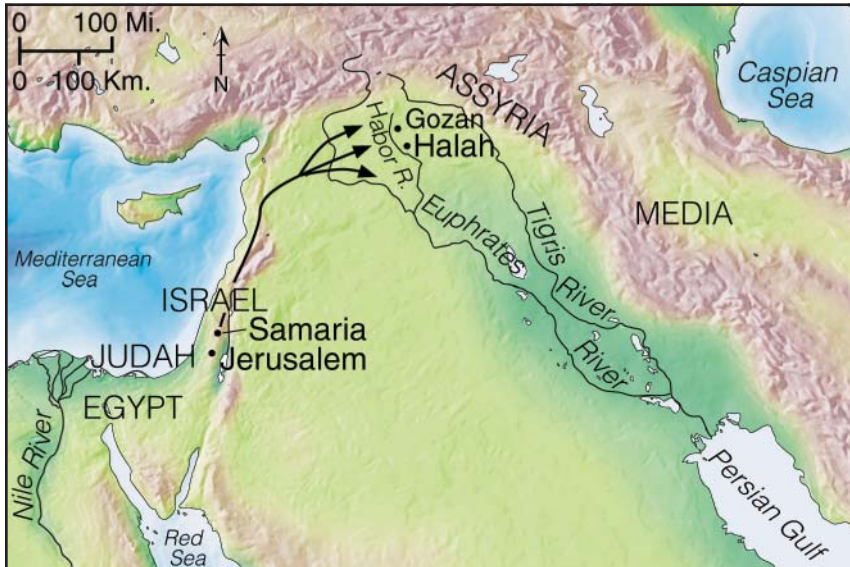 0 100 Mi.
0 100 Km.
N
ASSYRIA
Caspian
Sea
Gozan
Halah
Habor R.
MEDIA
Euphrates
River
Tigris
River
Mediterranean
Sea
ISRAEL
Samaria
JUDAH
Jerusalem
EGYPT
Nile River
Red
Sea
Persian Gulf